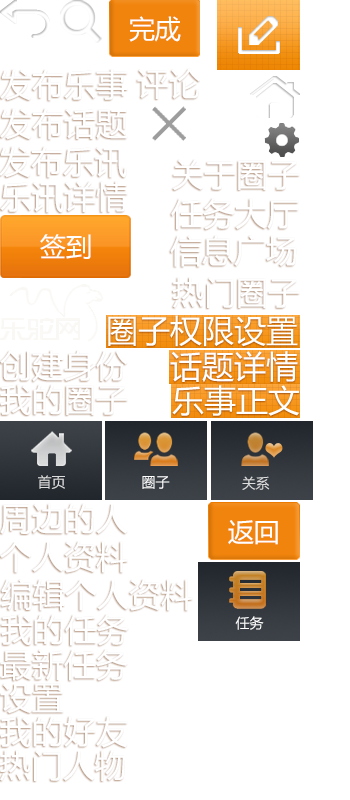 完成
发布乐事 评论
发布话题
发布乐讯
关于圈子
乐讯详情
任务大厅
签到
信息广场
热门圈子
乐驼网
圈子权限设置
创建身份
话题详情
我的圈子
乐事正文
首页
圈子
关系
周边的人
返回
个人资料
编辑个人资料
我的任务
任务
最新任务
设置
我的好友
热门人物